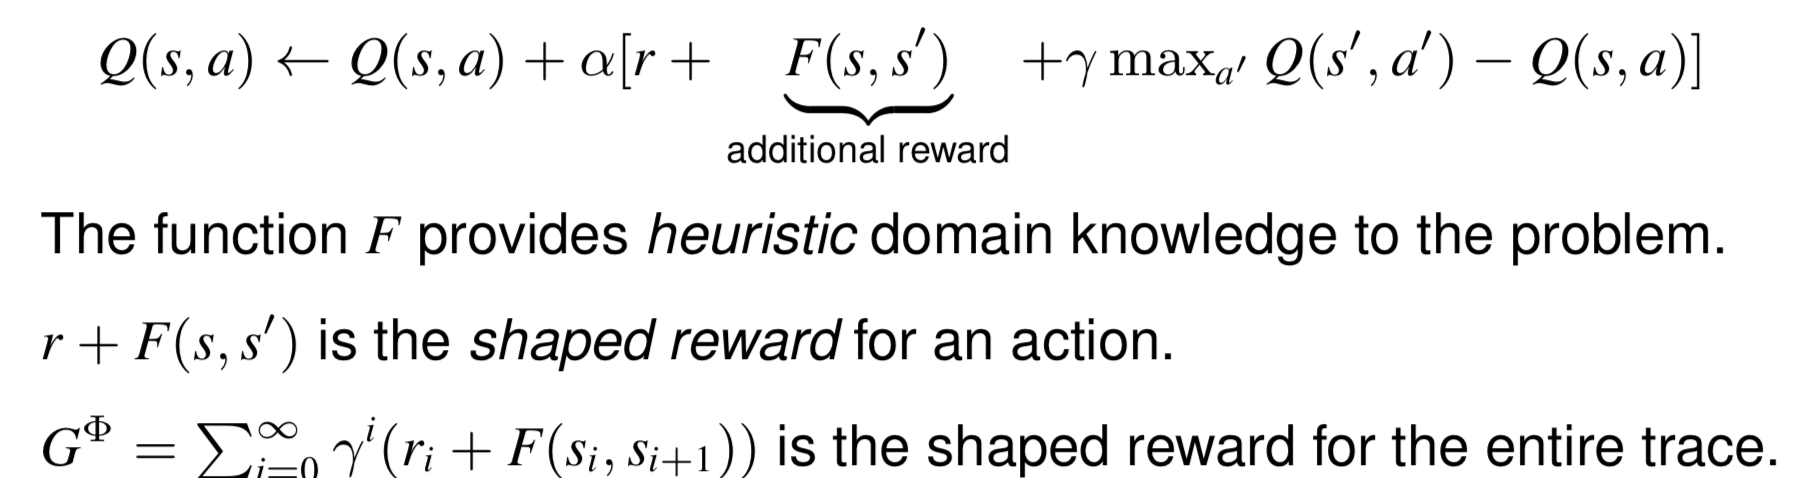 Q(s, a) ← Q(s, a) + α[r + F(s, s′) +γ maxₐ′ Q(s′, a′) − Q(s, a)]
additional reward
The function F provides heuristic domain knowledge to the problem.
r + F(s, s′) is the shaped reward for an action.
G^Φ = ∑_{i=0}^∞ γ^i(r_i + F(s_i, s_{i+1})) is the shaped reward for the entire trace.